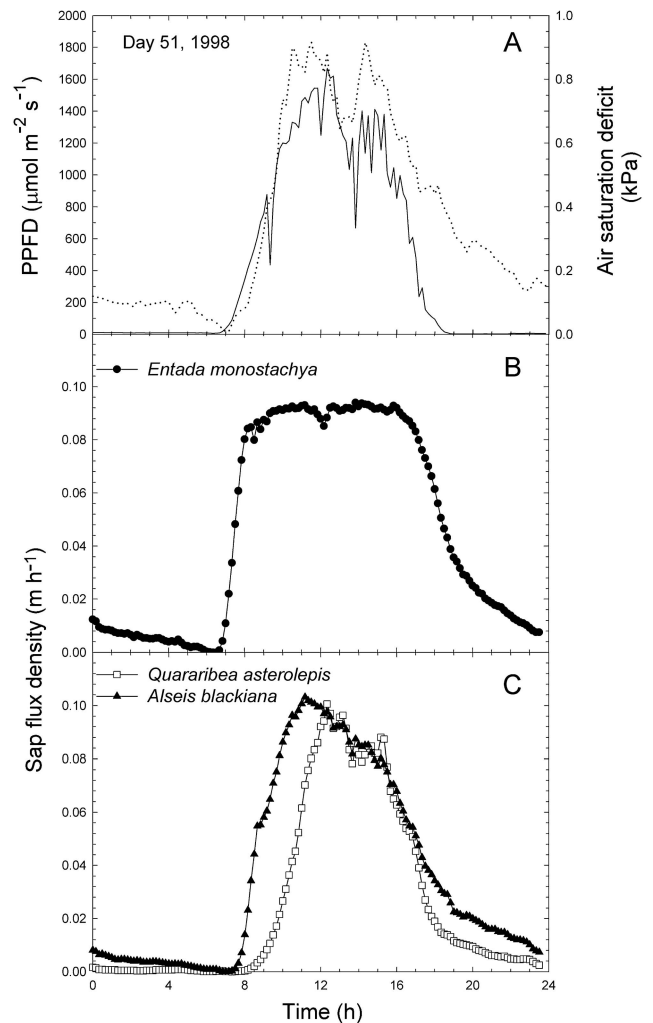 Day 51, 1998
A
2000
1800
1600
1400
1200
1000
800
600
400
200
0
PPFD (μmol m⁻² s⁻¹)
1.0
0.8
0.6
0.4
0.2
0.0
Air saturation deficit
(kPa)
Entada monostachya
B
0.10
0.08
0.06
0.04
0.02
0.00
Sap flux density (m h⁻¹)
Quararibea asterolepis
Alseis blackiana
C
0.10
0.08
0.06
0.04
0.02
0.00
0 4 8 12 16 20 24
Time (h)